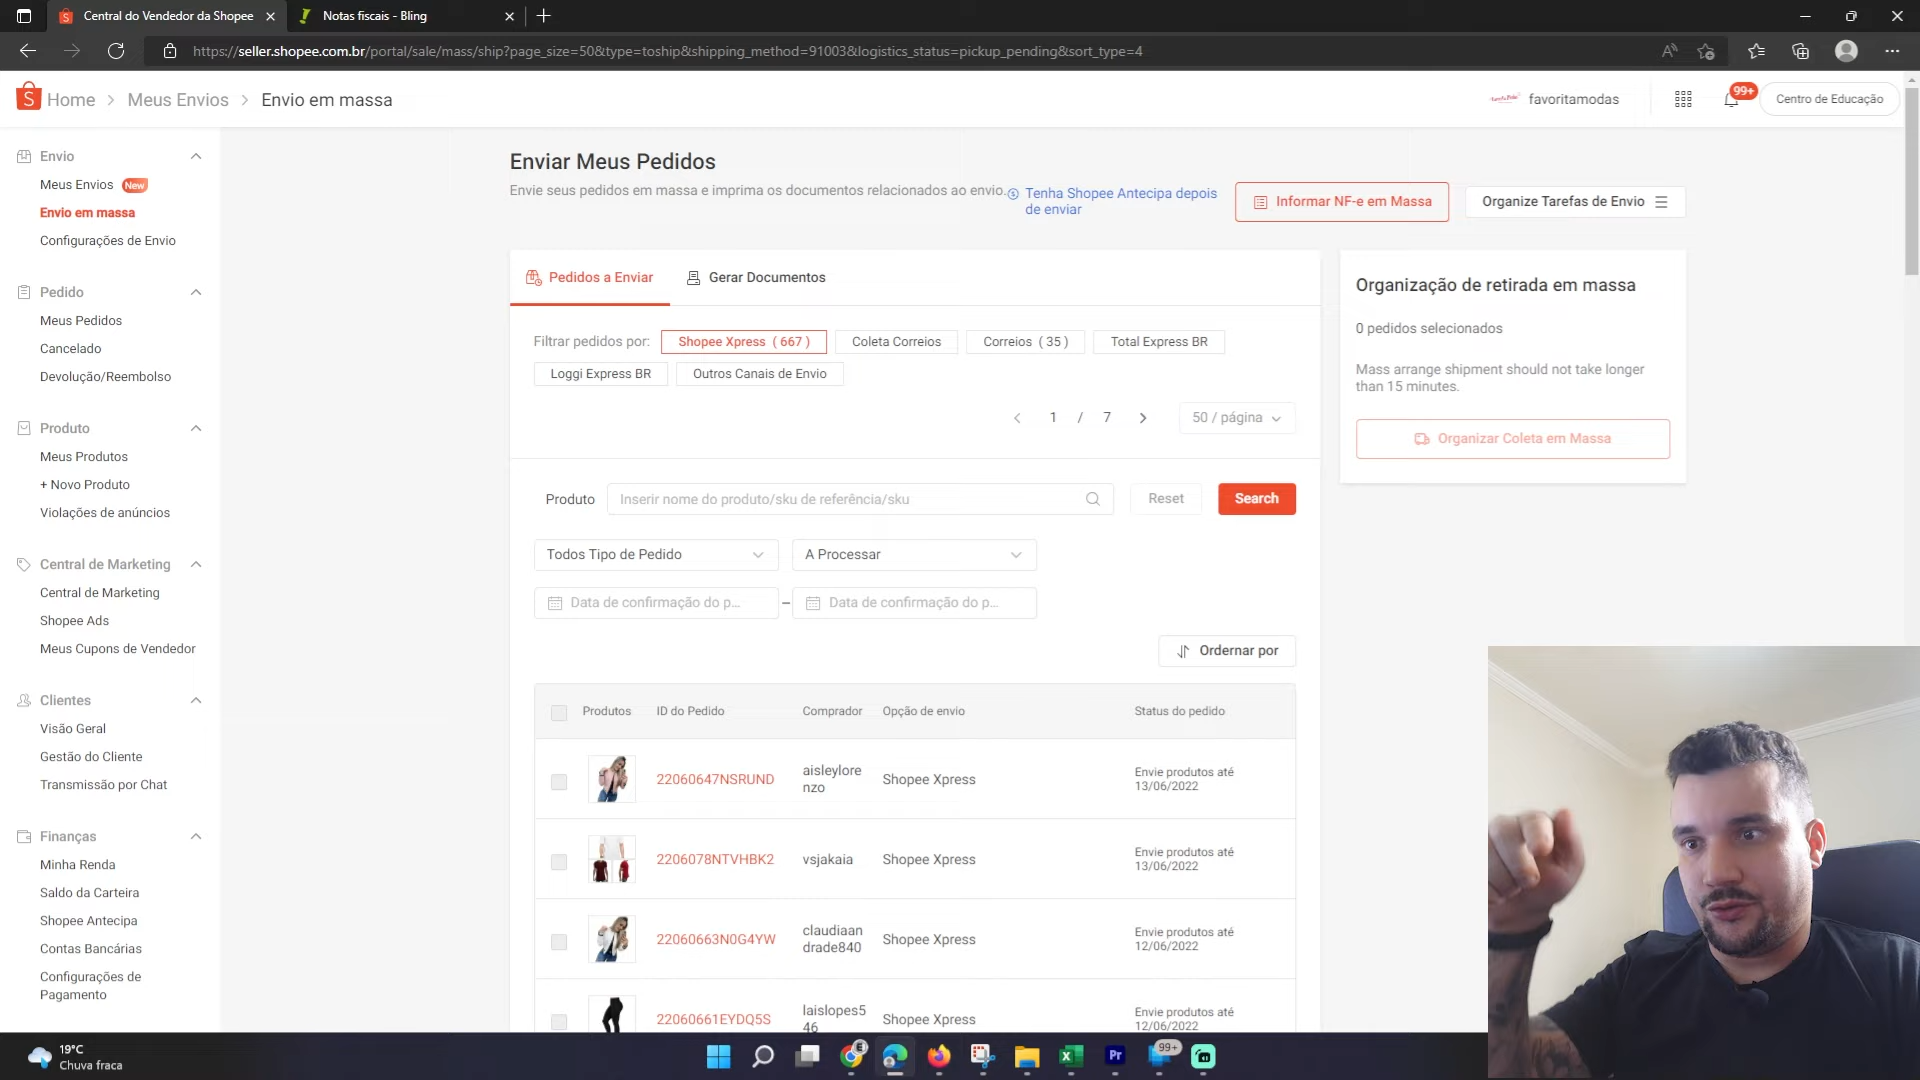 Central do Vendedor da Shopee
Notas fiscais - Bling
https://seller.shopee.com.br/portal/sale/mass/ship?page_size=50&type=toship&shipping_method=91003&logistics_status=pickup_pending&sort_type=4
Home > Meus Envios > Envio em massa
favoritamodas
99+
Centro de Educação
Envio
Meus Envios New
Envio em massa
Configurações de Envio
Pedido
Meus Pedidos
Cancelado
Devolução/Reembolso
Produto
Meus Produtos
+ Novo Produto
Violações de anúncios
Central de Marketing
Central de Marketing
Shopee Ads
Meus Cupons de Vendedor
Clientes
Visão Geral
Gestão do Cliente
Transmissão por Chat
Finanças
Minha Renda
Saldo da Carteira
Shopee Antecipa
Contas Bancárias
Configurações de
Pagamento
Enviar Meus Pedidos
Envie seus pedidos em massa e imprima os documentos relacionados ao envio.
Tenha Shopee Antecipa depois
de enviar
Informar NF-e em Massa
Organize Tarefas de Envio
Pedidos a Enviar
Gerar Documentos
Filtrar pedidos por:
Shopee Xpress ( 667 )
Coleta Correios
Correios ( 35 )
Total Express BR
Loggi Express BR
Outros Canais de Envio
1 / 7
50 / página
Produto
Inserir nome do produto/sku de referência/sku
Reset
Search
Todos Tipo de Pedido
A Processar
Data de confirmação do p...
–
Data de confirmação do p...
Ordernar por
Produtos ID do Pedido Comprador Opção de envio Status do pedido
22060647NSRUND
aisleylore
nzo
Shopee Xpress
Envie produtos até
13/06/2022
2206078NTVHBK2
vsjakaia
Shopee Xpress
Envie produtos até
13/06/2022
22060663N0G4YW
claudiaan
drade840
Shopee Xpress
Envie produtos até
12/06/2022
22060661EYDQ5S
laislopes5
46
Shopee Xpress
Envie produtos até
12/06/2022
Organização de retirada em massa
0 pedidos selecionados
Mass arrange shipment should not take longer
than 15 minutes.
Organizar Coleta em Massa
19°C
Chuva fraca
E
Pr
99+